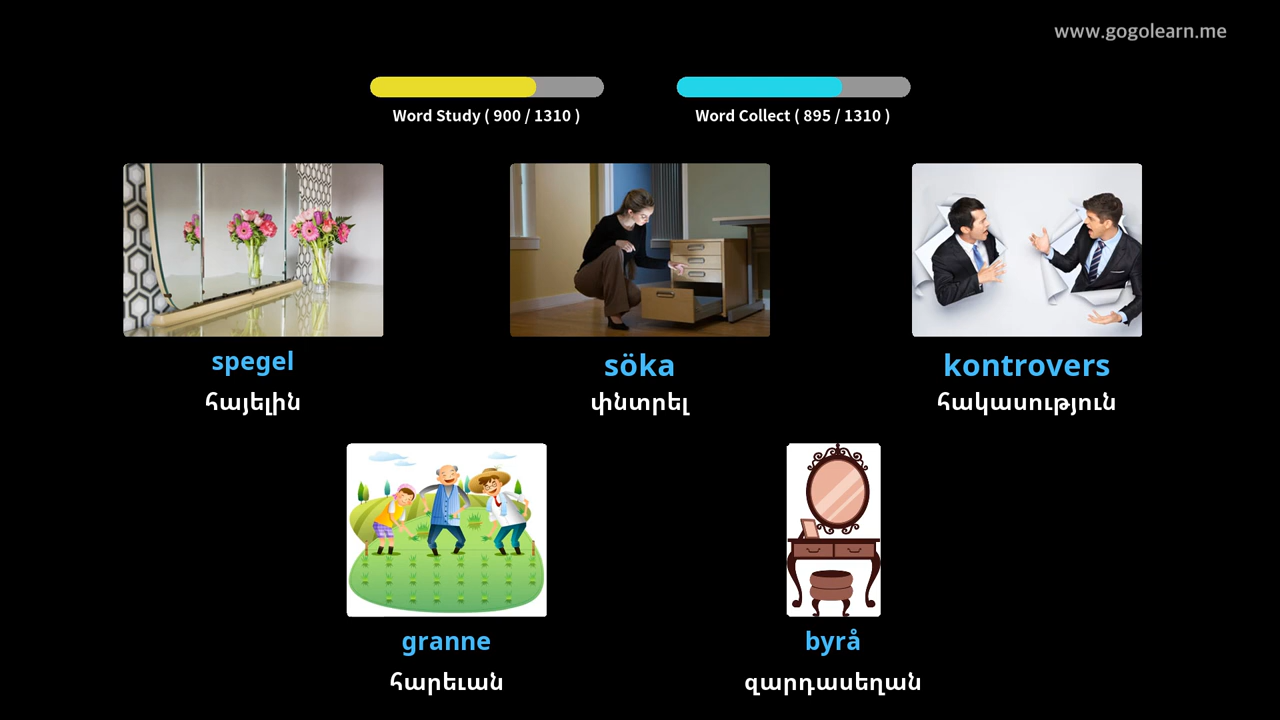 www.gogolearn.me
Word Study ( 900 / 1310 )
Word Collect ( 895 / 1310 )
spegel
söka
kontrovers
հայելին
փնտրել
հակասություն
granne
byrå
հարեւան
զարդասեղան